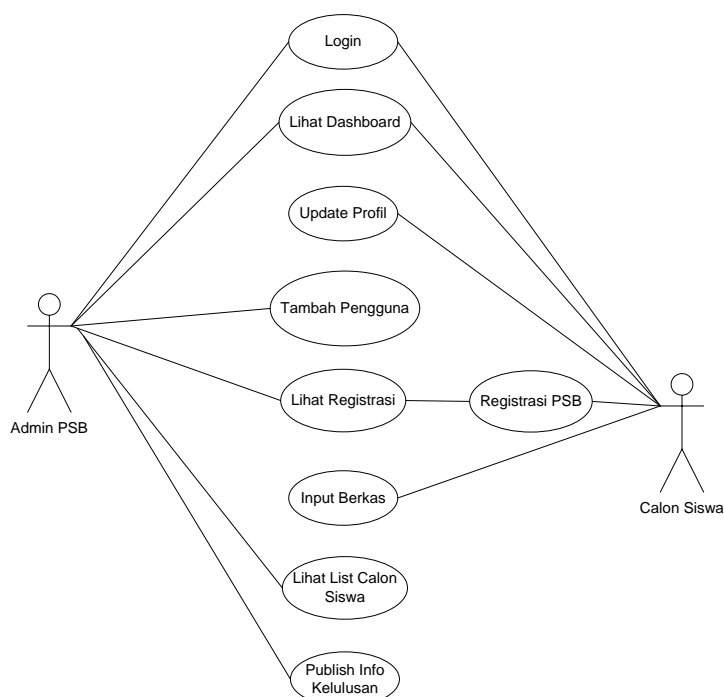 Login
Lihat Dashboard
Update Profil
Tambah Pengguna
Lihat Registrasi
Registrasi PSB
Admin PSB
Input Berkas
Calon Siswa
Lihat List Calon
Siswa
Publish Info
Kelulusan